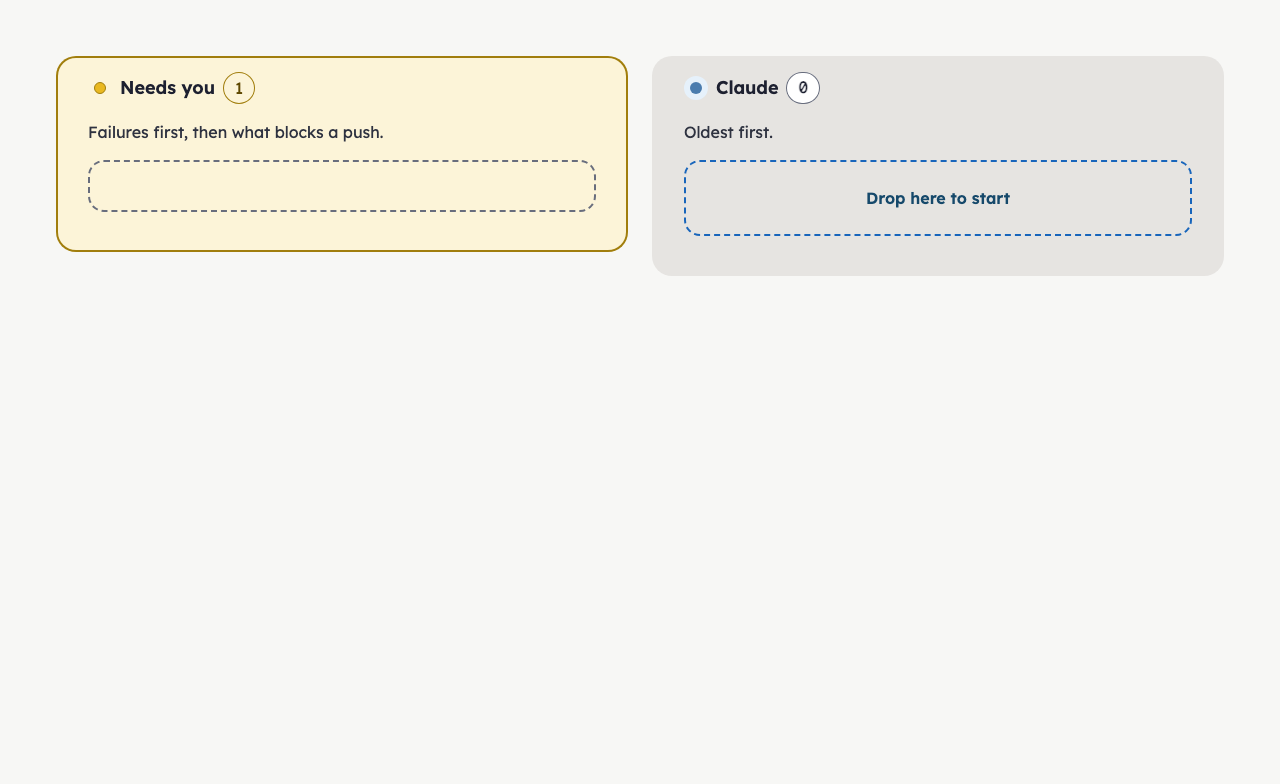 Needs you 1
Failures first, then what blocks a push.
Claude 0
Oldest first.
Drop here to start